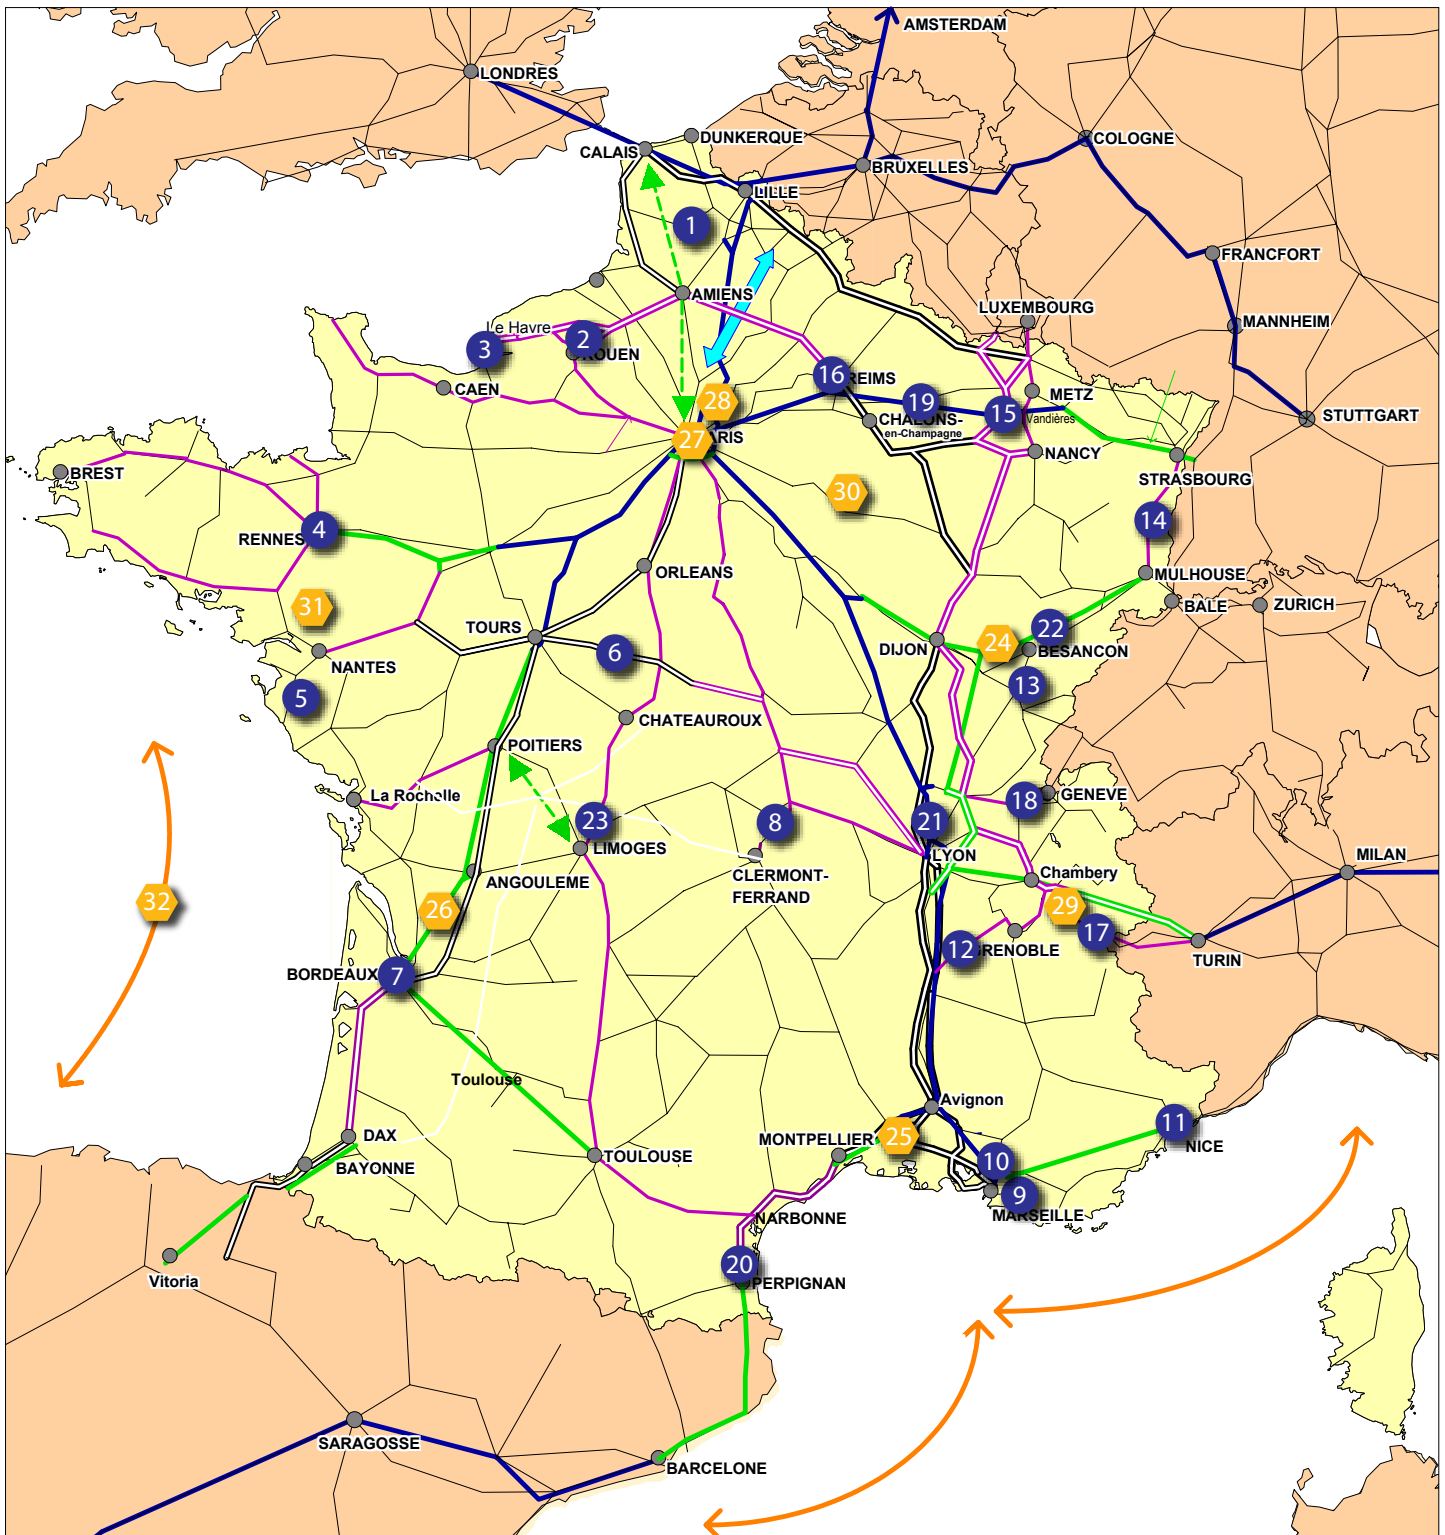 AMSTERDAM
LONDRES
DUNKERQUE
COLOGNE
CALAIS
BRUXELLES
LILLE
1
FRANCFORT
AMIENS
LUXEMBOURG
MANNHEIM
Le Havre
2
3
ROUEN
16
REIMS
CAEN
METZ
28
19
15
STUTTGART
CHALONS-
en-Champagne
Vandières
27
ARIS
NANCY
BREST
STRASBOURG
30
4
14
RENNES
ORLEANS
MULHOUSE
31
BALE
ZURICH
TOURS
22
6
DIJON
24
BESANCON
NANTES
5
13
CHATEAUROUX
POITIERS
La Rochelle
18
GENEVE
23
8
21
LIMOGES
LYON
MILAN
CLERMONT-
FERRAND
Chambery
ANGOULEME
32
26
29
17
12
GRENOBLE
TURIN
BORDEAUX
7
Toulouse
Avignon
11
DAX
25
MONTPELLIER
NICE
BAYONNE
TOULOUSE
10
9
NARBONNE
MARSEILLE
20
Vitoria
PERPIGNAN
SARAGOSSE
BARCELONE